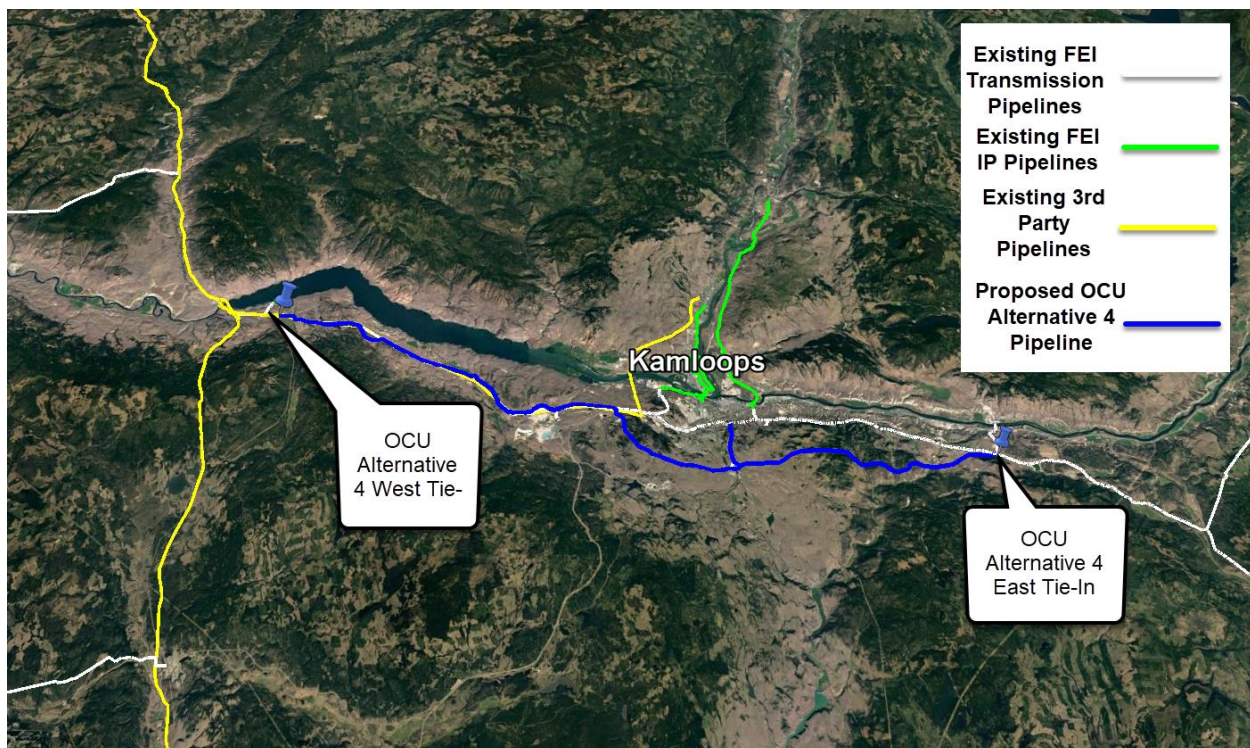 Existing FEI
Transmission
Pipelines
Existing FEI
IP Pipelines
Existing 3rd
Party
Pipelines
Proposed OCU
Alternative 4
Pipeline
Kamloops
OCU
Alternative
4 West Tie-
OCU
Alternative 4
East Tie-In